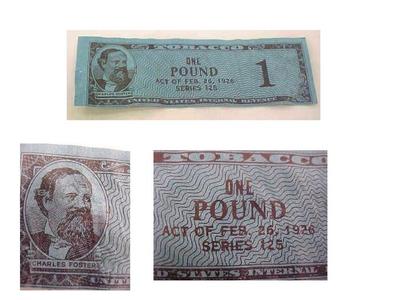 TOBACCO
ONE
POUND
ACT OF FEB. 26, 1926
SERIES 125
1
CHARLES FOSTER
UNITED STATES INTERNAL REVENUE
CHARLES FOSTER
TOBACCO
ONE
POUND
ACT OF FEB. 26, 1926
SERIES 125
D STATES INTERNAL